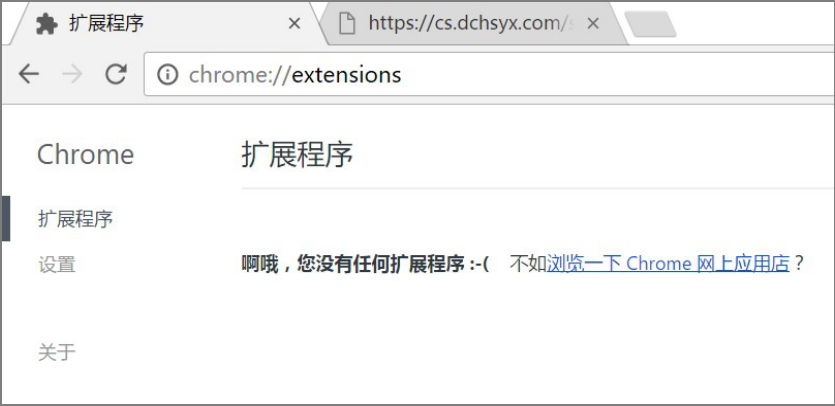 扩展程序
https://cs.dchsyx.com/
chrome://extensions
Chrome
扩展程序
扩展程序
设置
啊哦，您没有任何扩展程序 :-( 不如浏览一下 Chrome 网上应用店？
关于